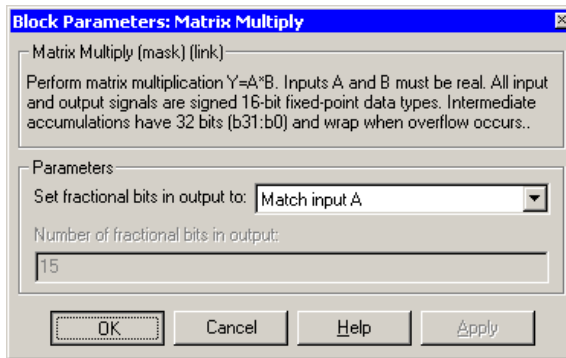 Block Parameters: Matrix Multiply
Matrix Multiply (mask) (link)
Perform matrix multiplication Y=A*B. Inputs A and B must be real. All input
and output signals are signed 16-bit fixed-point data types. Intermediate
accumulations have 32 bits (b31:b0) and wrap when overflow occurs..
Parameters
Set fractional bits in output to: Match input A
Number of fractional bits in output:
15
OK Cancel Help Apply